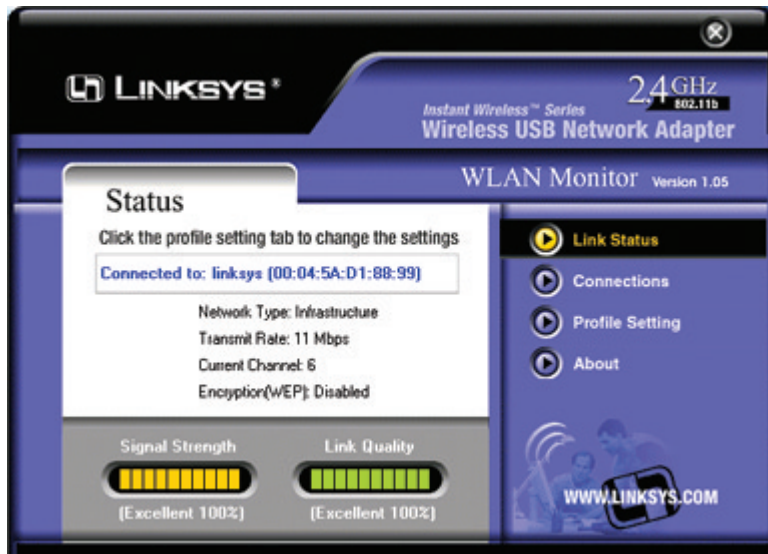 LINKSYS®
2.4 GHz
802.11b
Instant Wireless™ Series
Wireless USB Network Adapter
WLAN Monitor Version 1.05
Status
Click the profile setting tab to change the settings
Connected to: linksys (00:04:5A:D1:88:99)
Network Type: Infrastructure
Transmit Rate: 11 Mbps
Current Channel: 6
Encryption(WEP): Disabled
Signal Strength
Link Quality
(Excellent 100%)
(Excellent 100%)
Link Status
Connections
Profile Setting
About
WWW.LINKSYS.COM